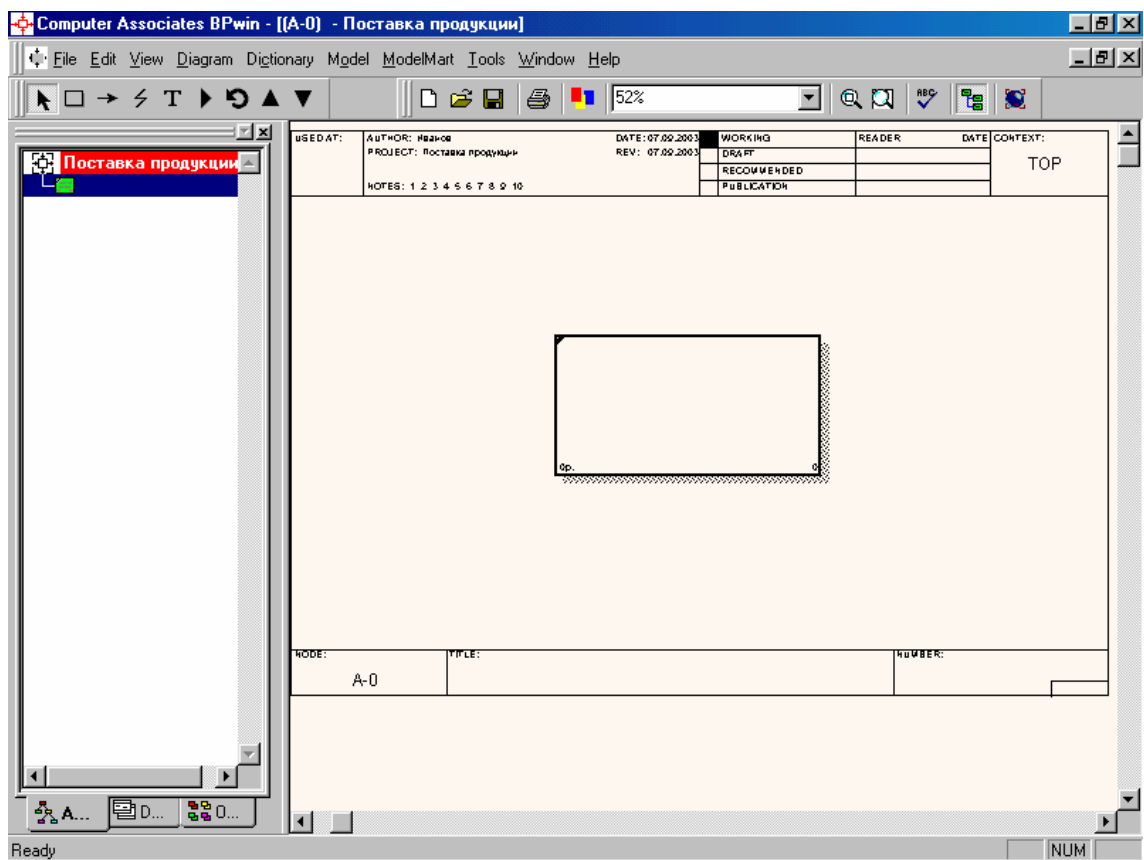 Computer Associates BPwin - [(A-0) - Поставка продукции]
File Edit View Diagram Dictionary Model ModelMart Tools Window Help
T 52% ABC
Поставка продукции
USED AT: AUTHOR: Иванов DATE: 07.09.2003 WORKING READER DATE CONTEXT:
PROJECT: Поставка продукции REV: 07.09.2003 DRAFT
TOP
RECOMMENDED
NOTES: 1 2 3 4 5 6 7 8 9 10 PUBLICATION
0р. 0
NODE: TITLE: NUMBER:
A-0
A... D... O...
Ready NUM